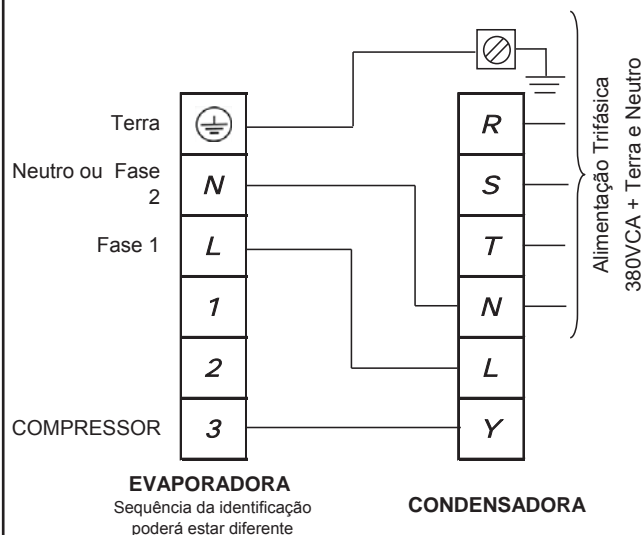 Terra
Neutro ou Fase
2
N
Fase 1
L
1
2
COMPRESSOR
3
EVAPORADORA
Sequência da identificação
poderá estar diferente
R
S
T
N
L
Y
CONDENSADORA
Alimentação Trifásica
380VCA + Terra e Neutro